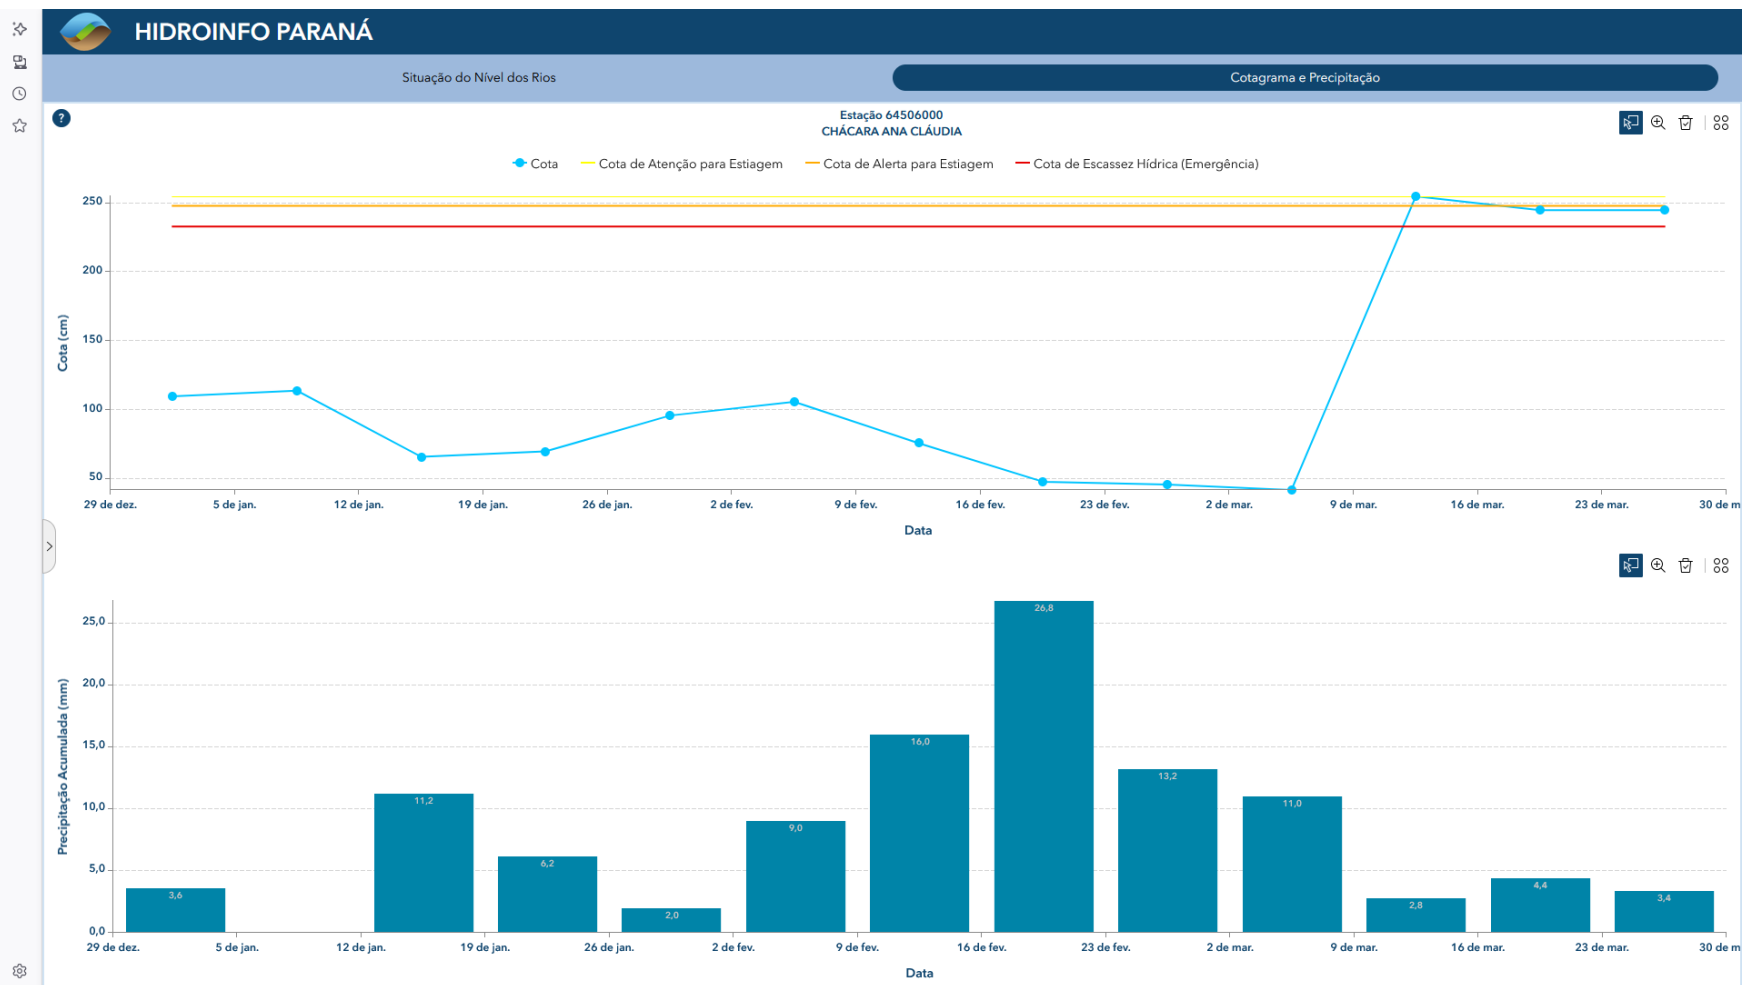 HIDROINFO PARANÁ
Situação do Nível dos Rios
Cotagrama e Precipitação
?
Estação 64506000
CHÁCARA ANA CLÁUDIA
Cota
Cota de Atenção para Estiagem
Cota de Alerta para Estiagem
Cota de Escassez Hídrica (Emergência)
Cota (cm)
250
200
150
100
50
29 de dez.
5 de jan.
12 de jan.
19 de jan.
26 de jan.
2 de fev.
9 de fev.
16 de fev.
23 de fev.
2 de mar.
9 de mar.
16 de mar.
23 de mar.
30 de m
Data
Precipitação Acumulada (mm)
25,0
20,0
15,0
10,0
5,0
0,0
3,6
11,2
6,2
2,0
9,0
16,0
26,8
13,2
11,0
2,8
4,4
3,4
29 de dez.
5 de jan.
12 de jan.
19 de jan.
26 de jan.
2 de fev.
9 de fev.
16 de fev.
23 de fev.
2 de mar.
9 de mar.
16 de mar.
23 de mar.
30 de m
Data